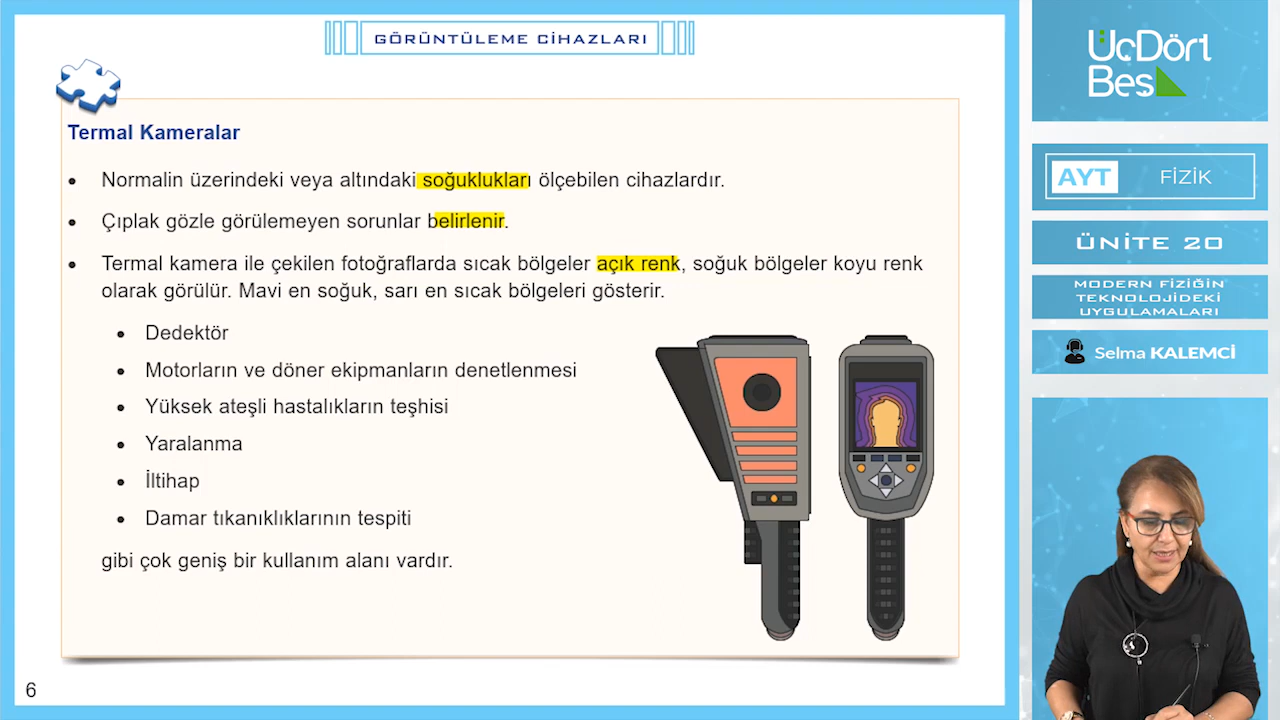 GÖRÜNTÜLEME CİHAZLARI
Termal Kameralar
• Normalin üzerindeki veya altındaki soğuklukları ölçebilen cihazlardır.
• Çıplak gözle görülemeyen sorunlar belirlenir.
• Termal kamera ile çekilen fotoğraflarda sıcak bölgeler açık renk, soğuk bölgeler koyu renk
olarak görülür. Mavi en soğuk, sarı en sıcak bölgeleri gösterir.
• Dedektör
• Motorların ve döner ekipmanların denetlenmesi
• Yüksek ateşli hastalıkların teşhisi
• Yaralanma
• İltihap
• Damar tıkanıklıklarının tespiti
gibi çok geniş bir kullanım alanı vardır.
6
ÜçDört
Beş
AYT FİZİK
ÜNİTE 20
MODERN FİZİĞİN
TEKNOLOJİDEKİ
UYGULAMALARI
Selma KALEMCİ